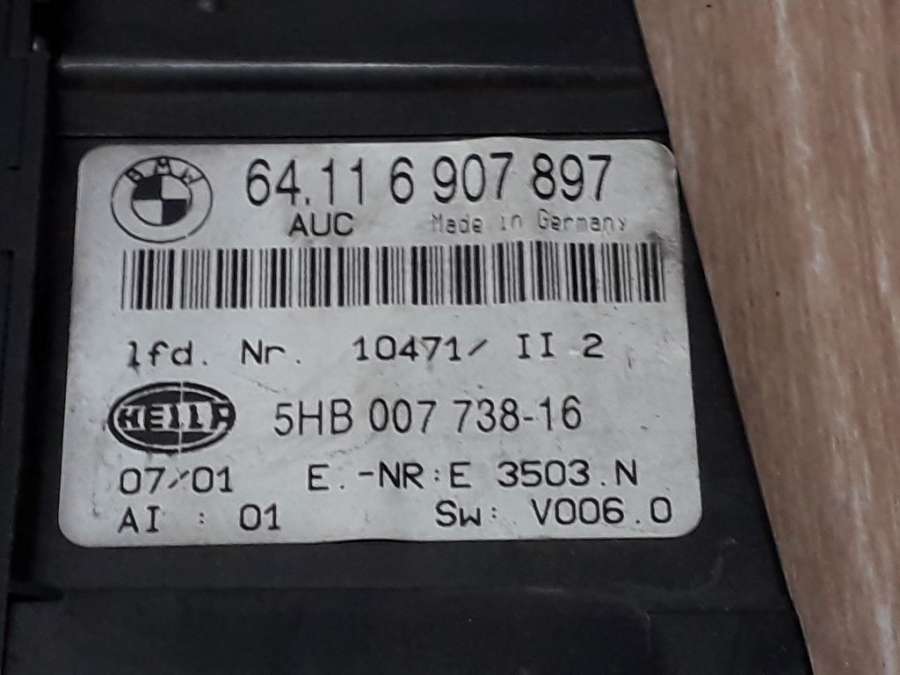 BMW 64.11 6 907 897
AUC Made in Germany
lfd. Nr. 10471/ II 2
HELLA 5HB 007 738-16
07/01 E.-NR:E 3503.N
AI : 01 Sw: V006.0